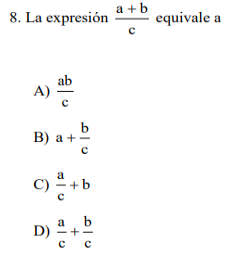 8. La expresión (a + b)/c equivale a
A) ab/c
B) a + b/c
C) a/c + b
D) a/c + b/c